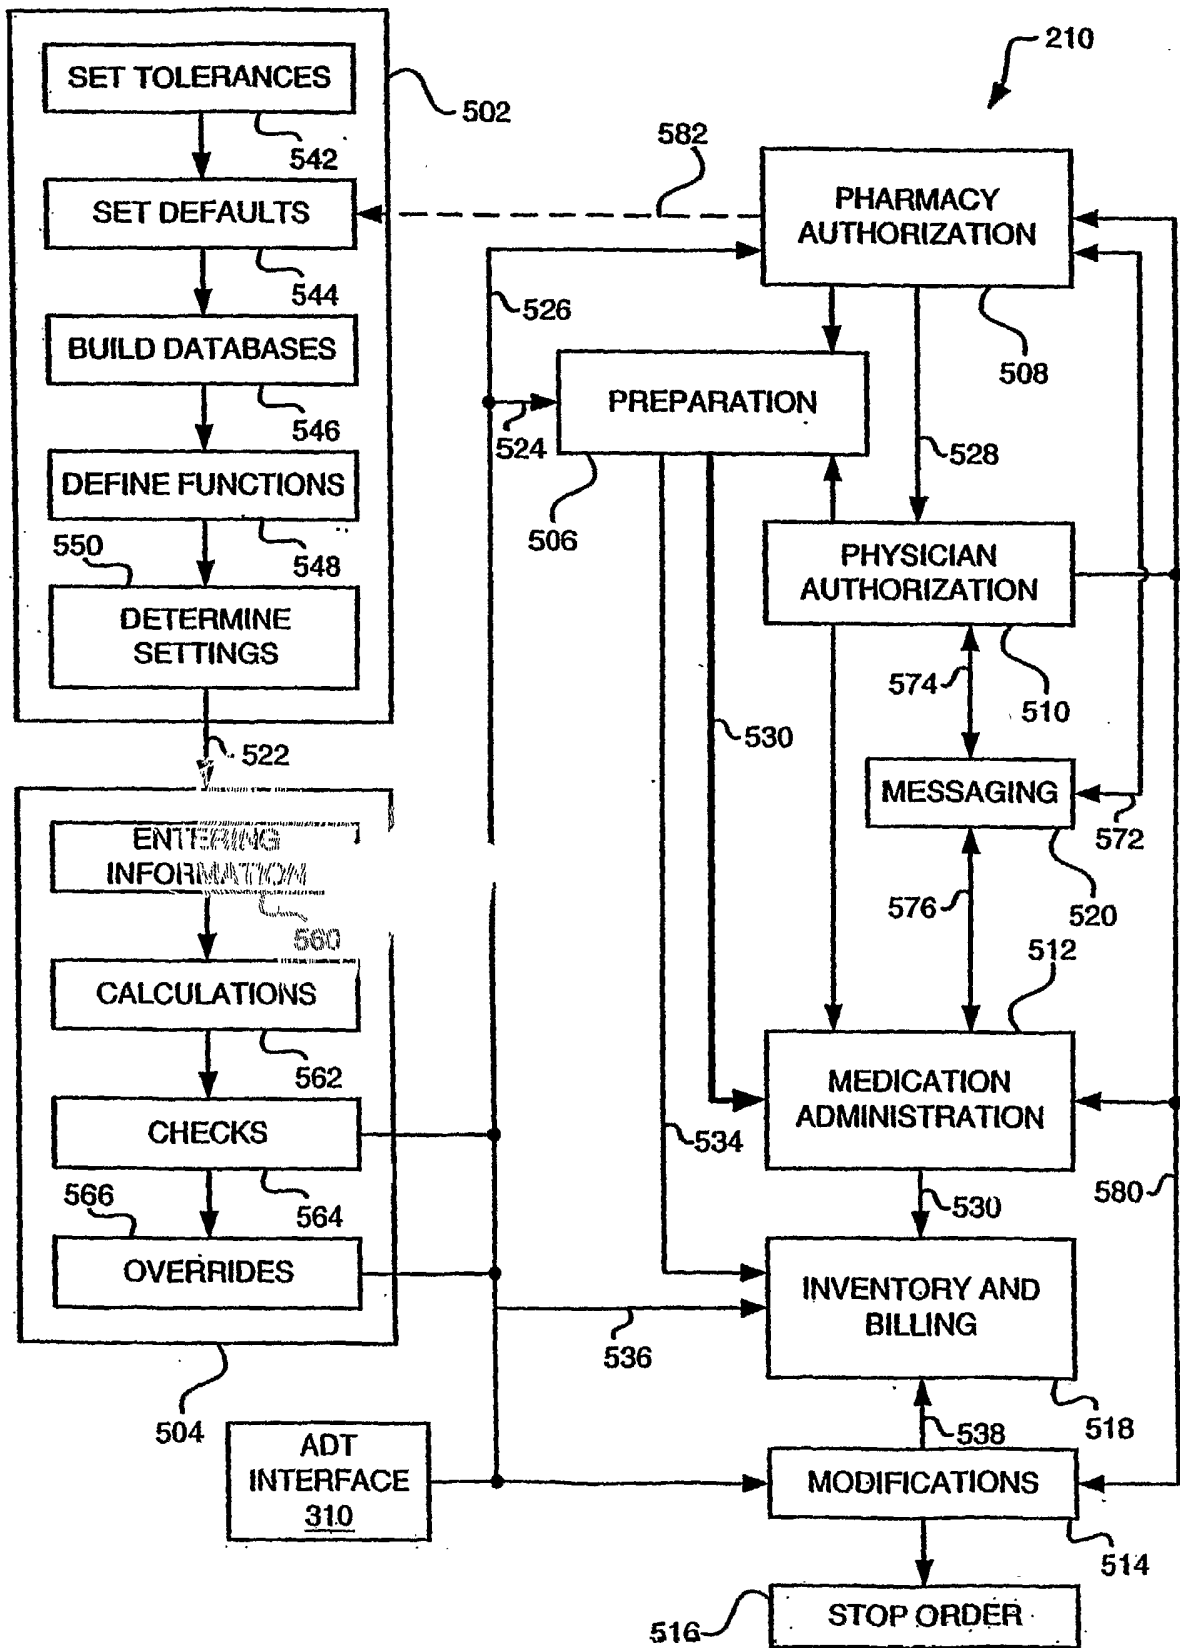 210
SET TOLERANCES
502
542
582
SET DEFAULTS
544
PHARMACY
AUTHORIZATION
526
508
BUILD DATABASES
546
PREPARATION
524
506
528
DEFINE FUNCTIONS
548
550
DETERMINE
SETTINGS
PHYSICIAN
AUTHORIZATION
574
510
522
530
MESSAGING
572
ENTERING
INFORMATION
560
576
520
512
CALCULATIONS
562
MEDICATION
ADMINISTRATION
CHECKS
564
534
530
580
566
OVERRIDES
INVENTORY AND
BILLING
536
504
518
538
ADT
INTERFACE
310
MODIFICATIONS
514
STOP ORDER
516